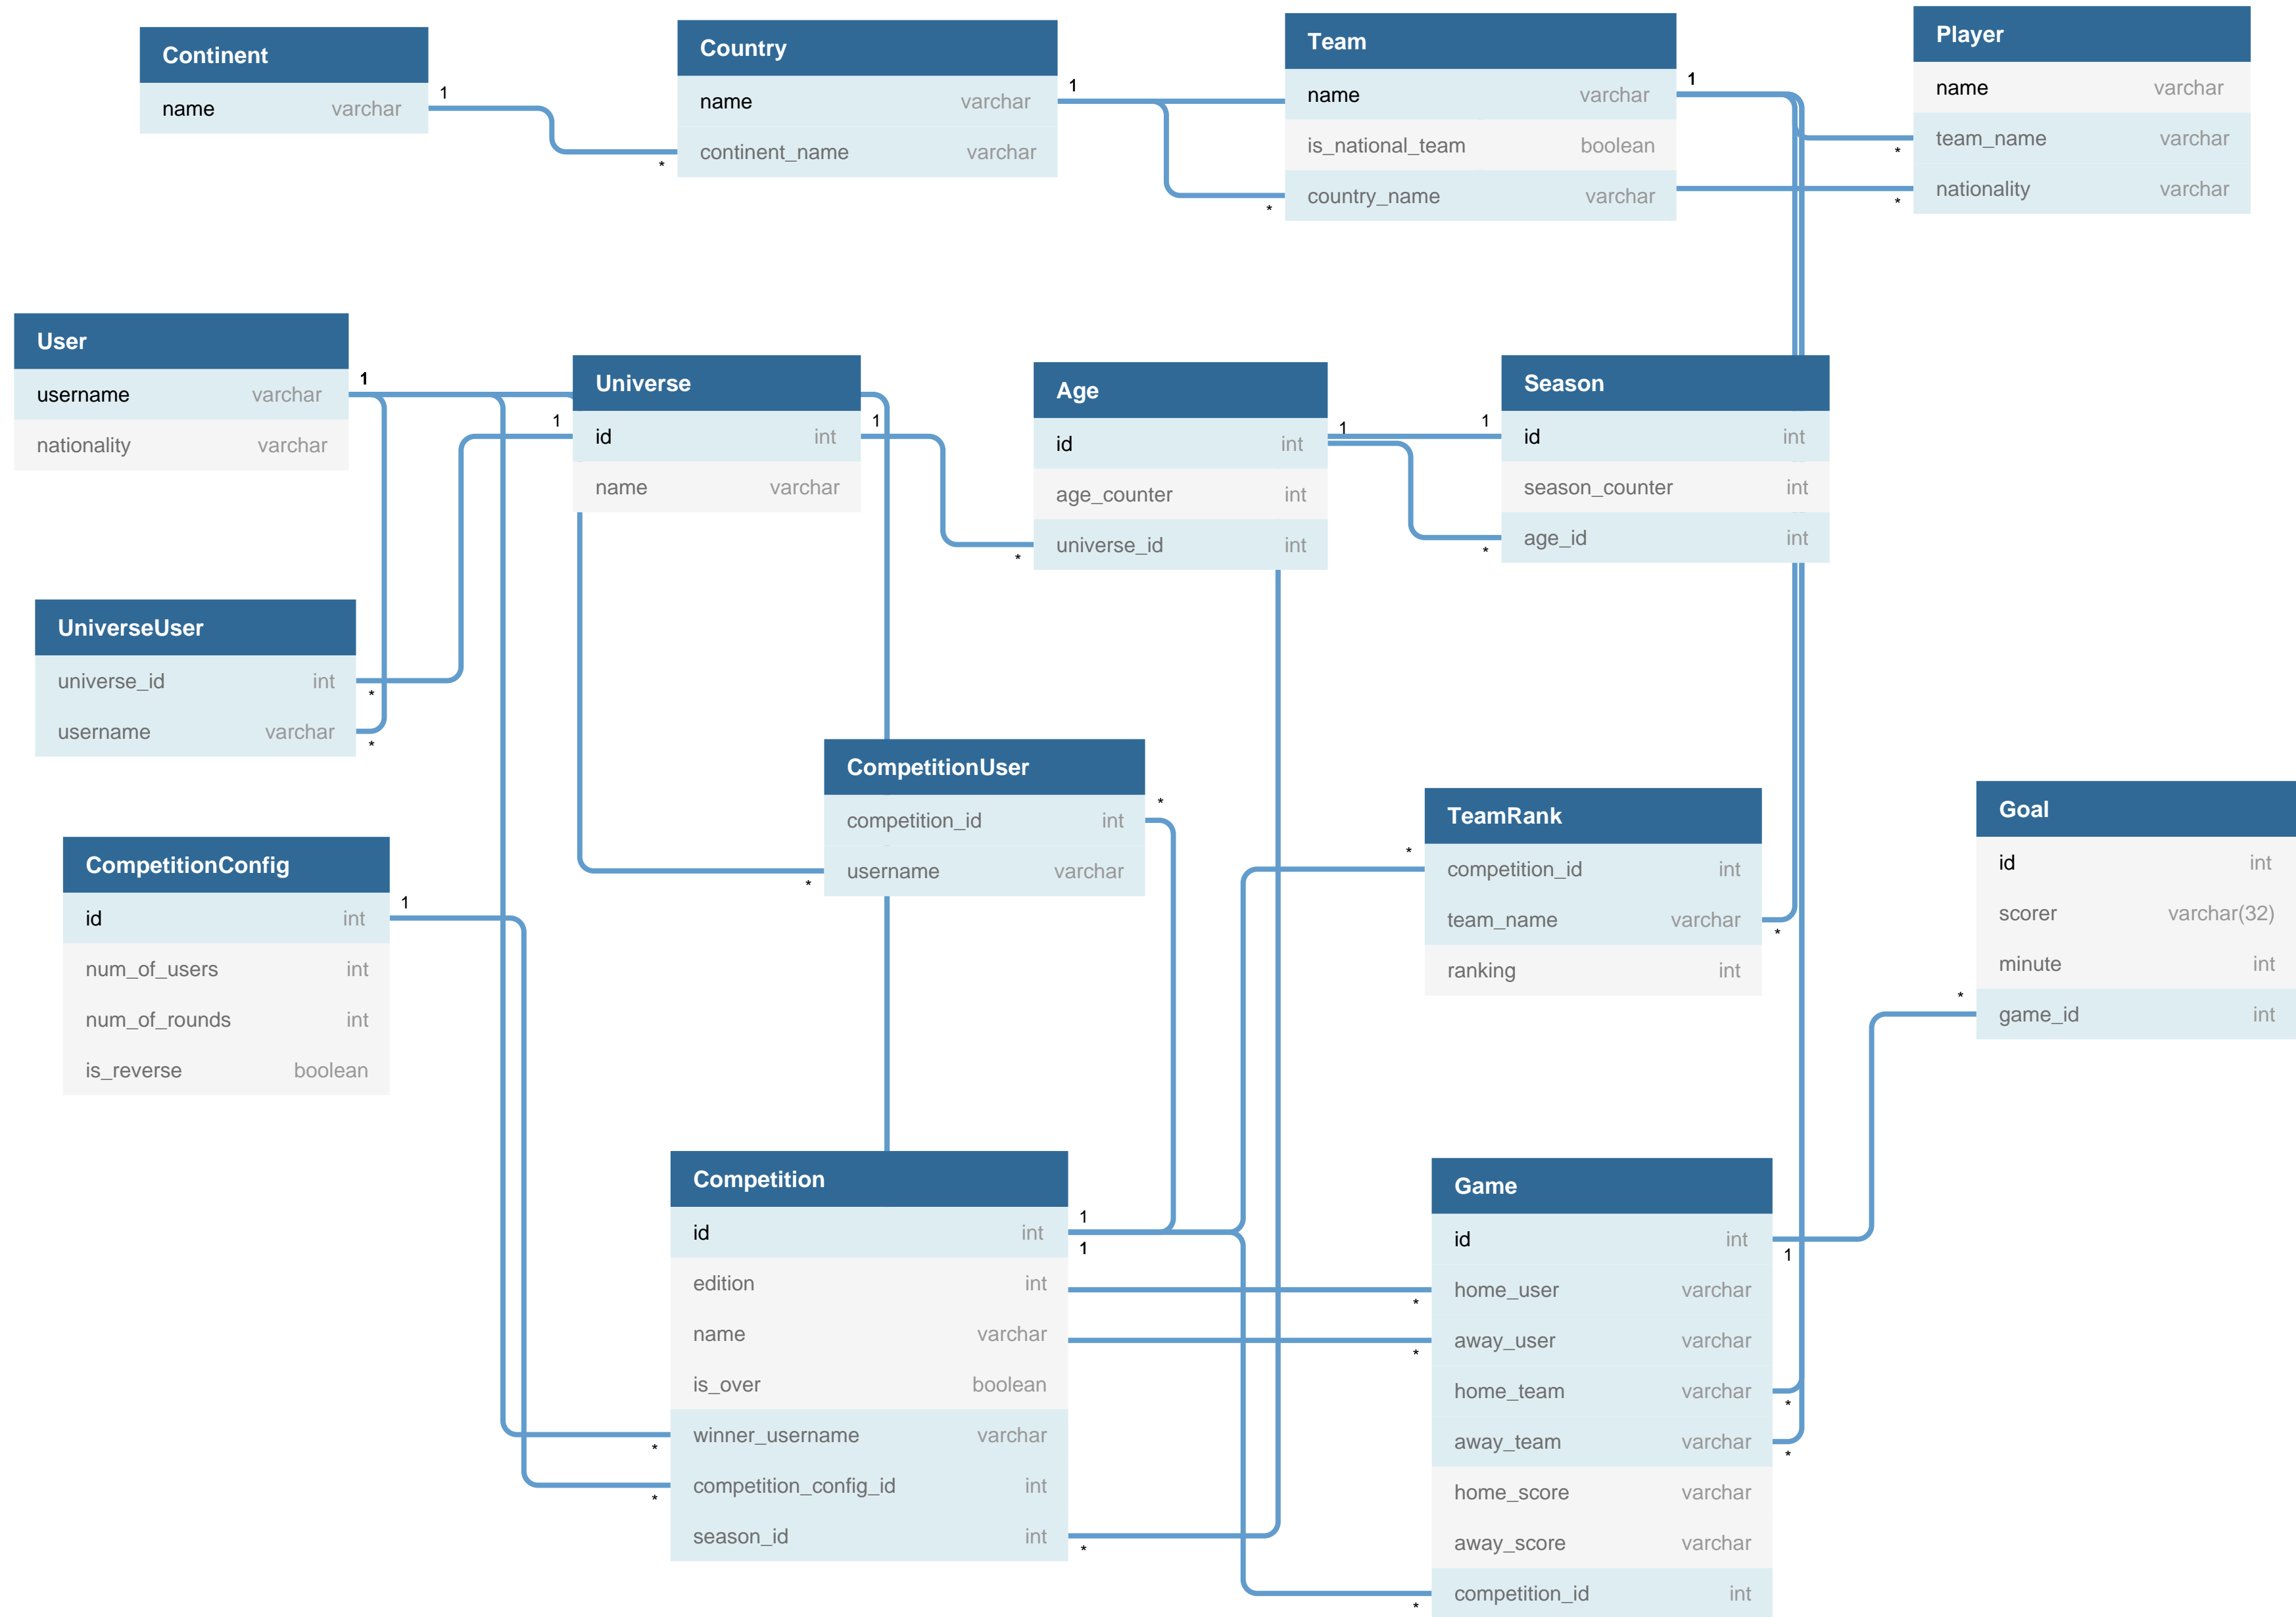 Continent
name varchar
1
*
Country
name varchar
continent_name varchar
1
*
Team
name varchar
is_national_team boolean
country_name varchar
1
*
*
Player
name varchar
team_name varchar
nationality varchar
User
username varchar
nationality varchar
1
1
Universe
id int
name varchar
1
*
Age
id int
age_counter int
universe_id int
1
1
*
Season
id int
season_counter int
age_id int
UniverseUser
universe_id int
username varchar
*
*
CompetitionUser
competition_id int
username varchar
*
*
CompetitionConfig
id int
num_of_users int
num_of_rounds int
is_reverse boolean
1
TeamRank
competition_id int
team_name varchar
ranking int
*
*
Goal
id int
scorer varchar(32)
minute int
game_id int
*
Competition
id int
edition int
name varchar
is_over boolean
winner_username varchar
competition_config_id int
season_id int
1
1
*
*
*
Game
id int
home_user varchar
away_user varchar
home_team varchar
away_team varchar
home_score varchar
away_score varchar
competition_id int
1
*
*
*
*
*